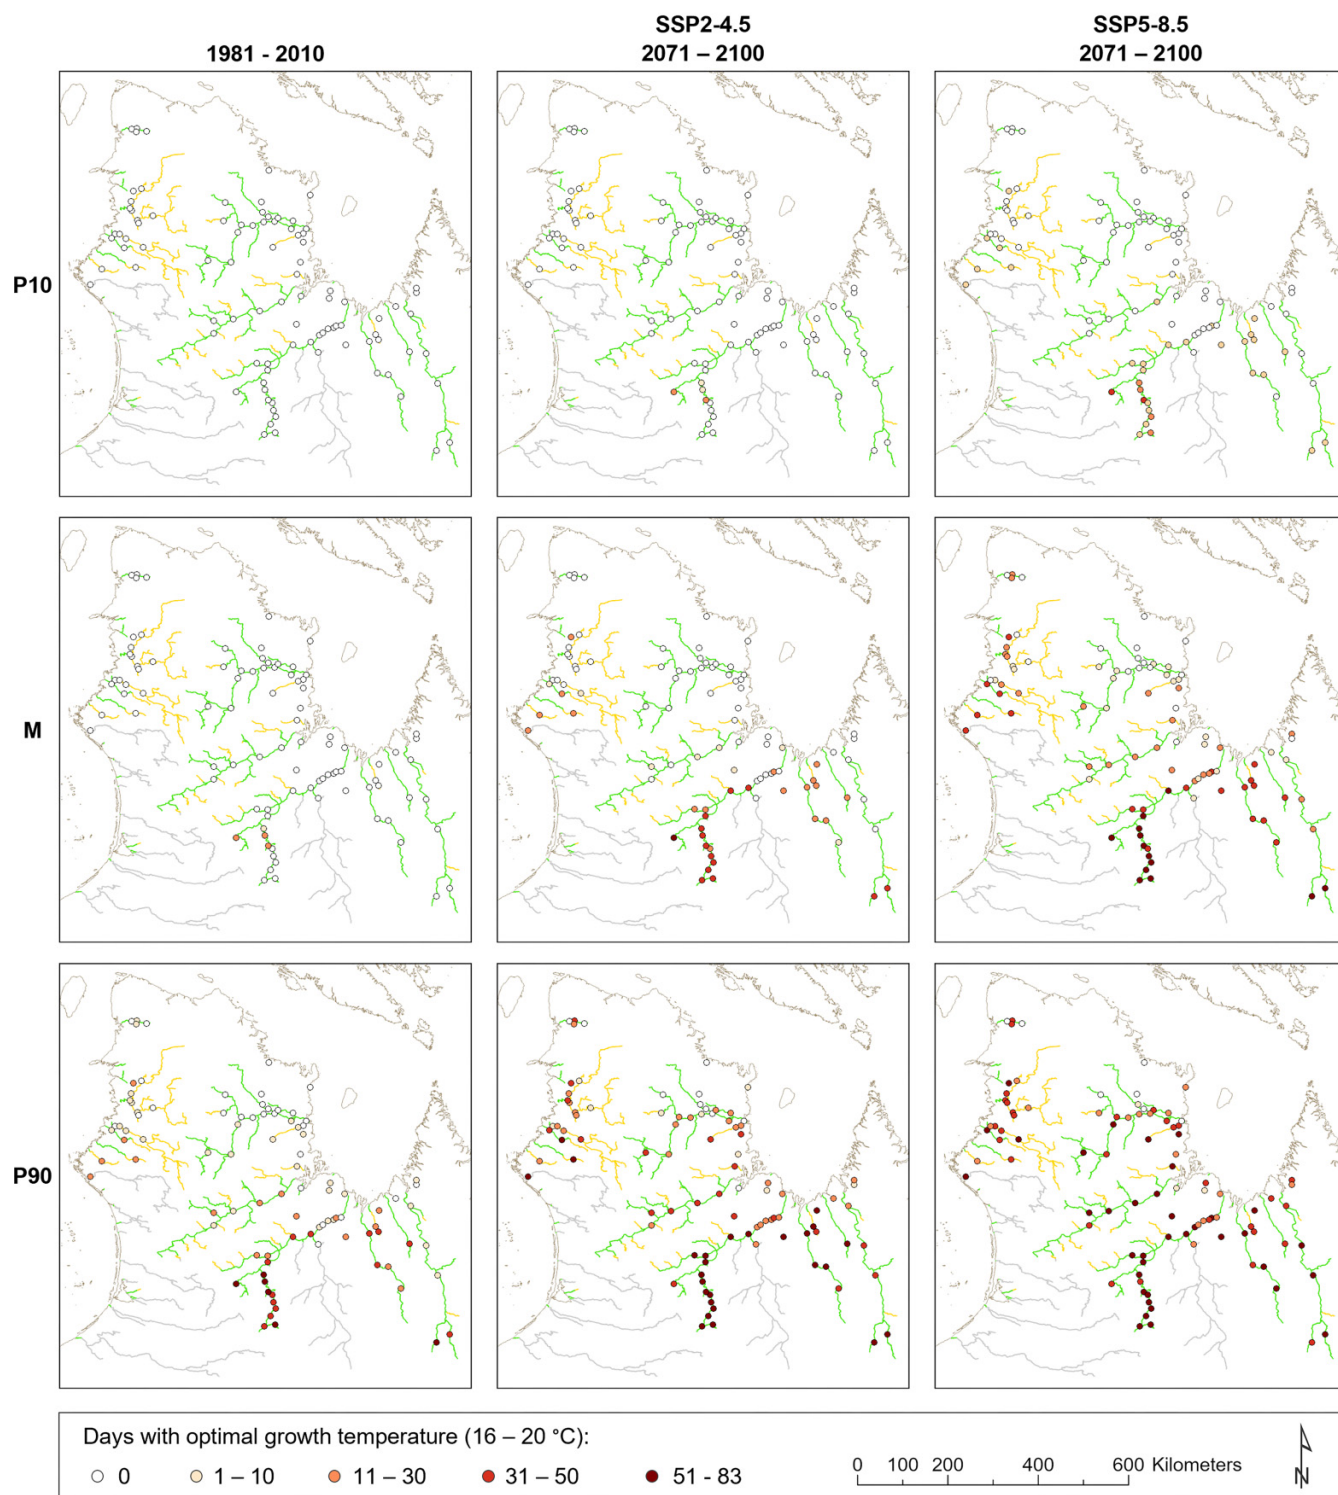 SSP2-4.5
SSP5-8.5
1981 - 2010
2071 – 2100
2071 – 2100
P10
M
P90
Days with optimal growth temperature (16 – 20 °C):
0
1 – 10
11 – 30
31 – 50
51 - 83
0 100 200 400 600 Kilometers
N